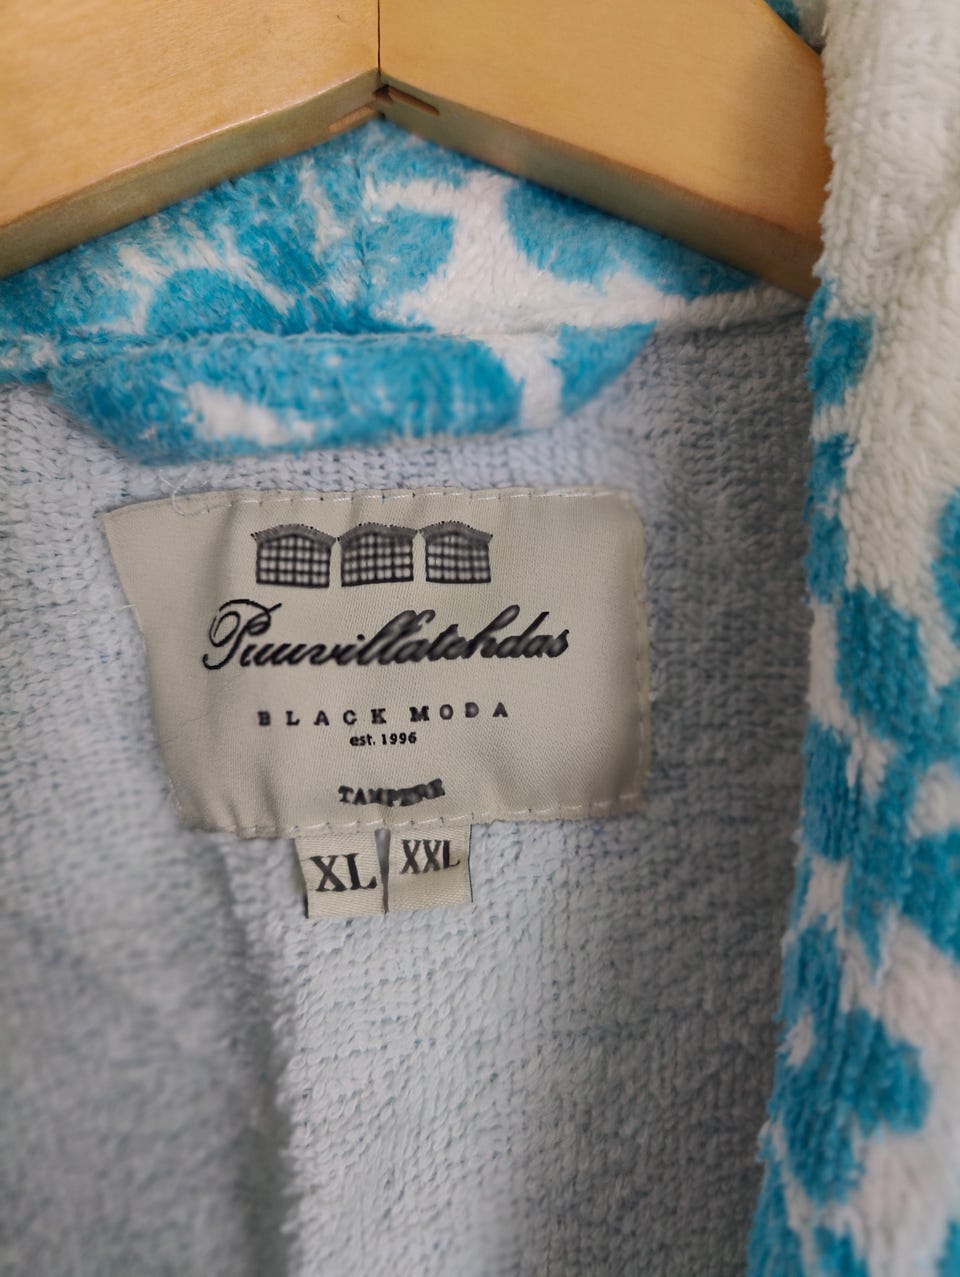 Puuvillatehdas
BLACK MODA
est. 1996
TAMPERE
XL XXL